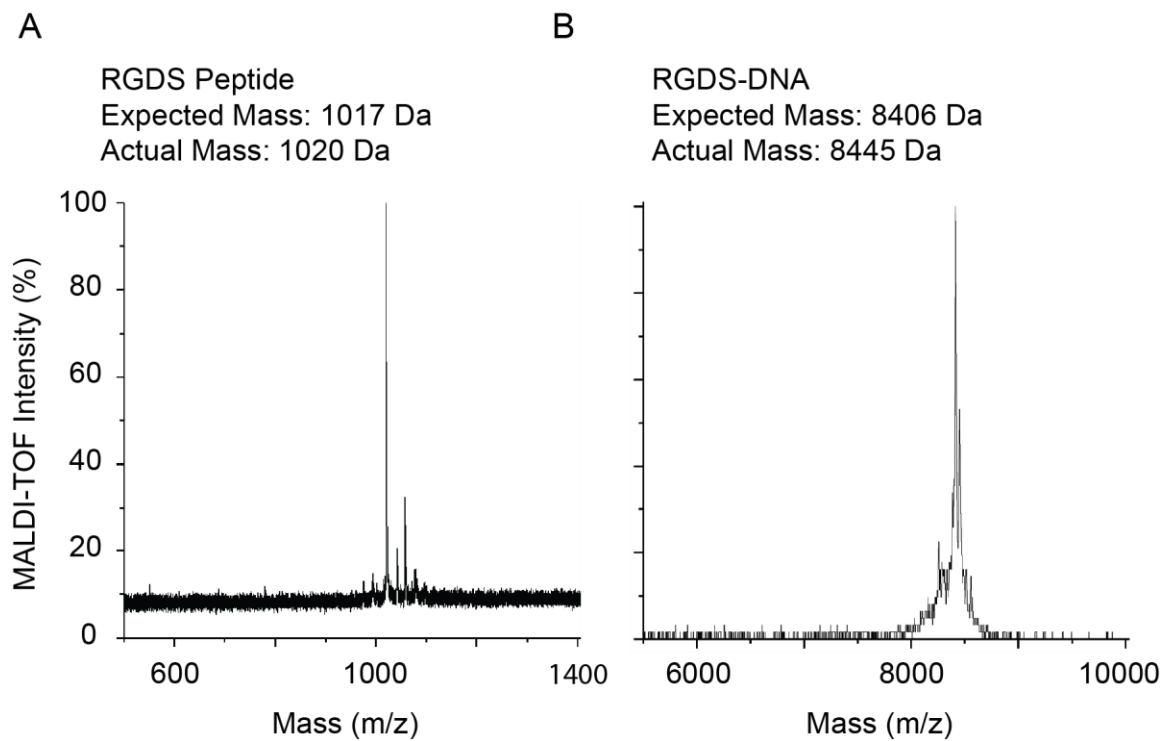 A
RGDS Peptide
Expected Mass: 1017 Da
Actual Mass: 1020 Da
MALDI-TOF Intensity (%)
100
80
60
40
20
0
600
1000
1400
Mass (m/z)
B
RGDS-DNA
Expected Mass: 8406 Da
Actual Mass: 8445 Da
6000
8000
10000
Mass (m/z)